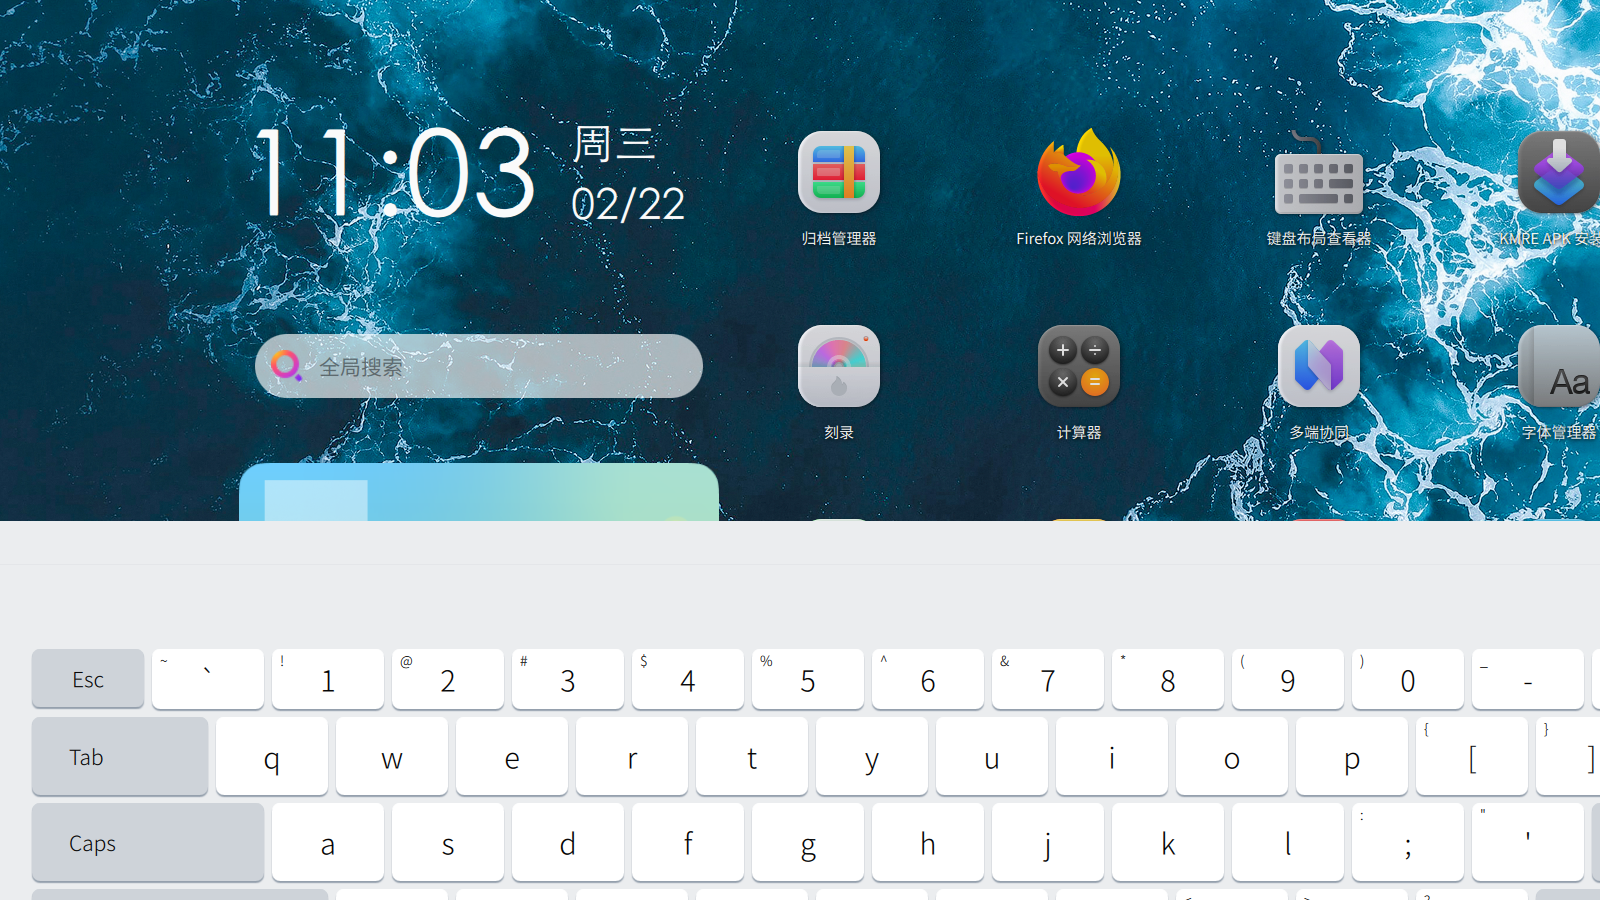 11:03
周三
02/22
全局搜索
归档管理器
Firefox 网络浏览器
键盘布局查看器
KMRE APK 安装
刻录
计算器
多端协同
Aa
字体管理器
Esc
~ `
! 1
@ 2
# 3
$ 4
% 5
^ 6
& 7
* 8
( 9
) 0
_ -
Tab
q
w
e
r
t
y
u
i
o
p
{ [
} ]
Caps
a
s
d
f
g
h
j
k
l
: ;
" '